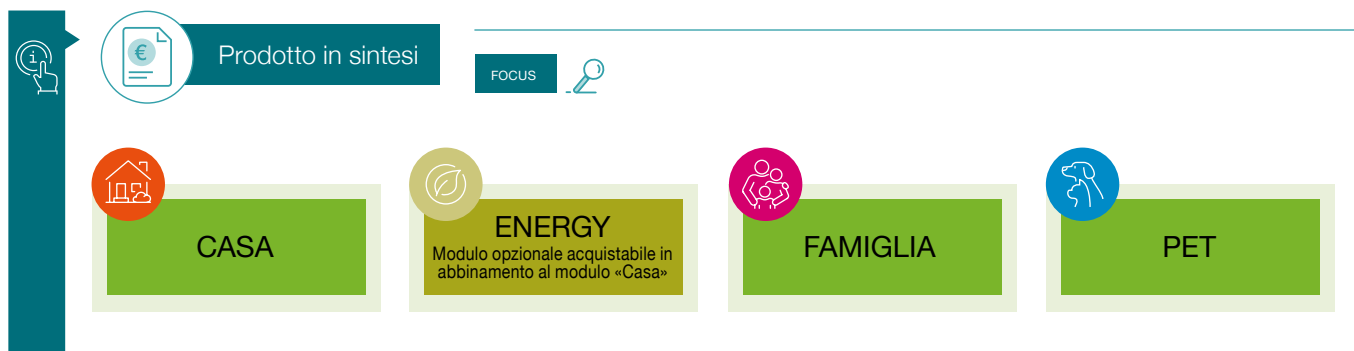 Prodotto in sintesi
FOCUS
CASA
ENERGY
Modulo opzionale acquistabile in
abbinamento al modulo «Casa»
FAMIGLIA
PET